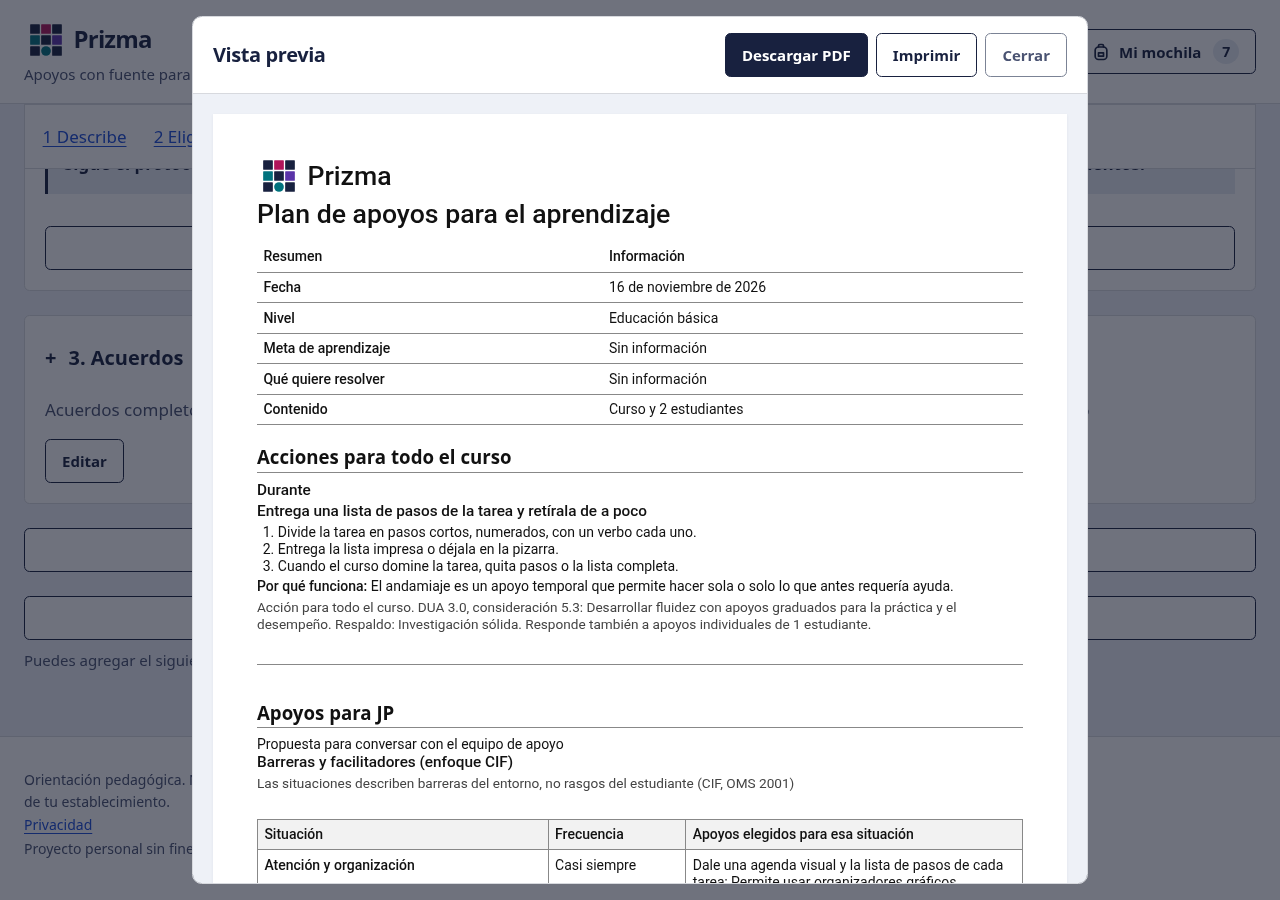 Prizma
Apoyos con fuente para
Mi mochila 7
1 Describe
Vista previa
Descargar PDF
Imprimir
Cerrar
Prizma
Plan de apoyos para el aprendizaje
Resumen Información
Fecha 16 de noviembre de 2026
Nivel Educación básica
Meta de aprendizaje Sin información
Qué quiere resolver Sin información
Contenido Curso y 2 estudiantes
Acciones para todo el curso
Durante
Entrega una lista de pasos de la tarea y retírala de a poco
1. Divide la tarea en pasos cortos, numerados, con un verbo cada uno.
2. Entrega la lista impresa o déjala en la pizarra.
3. Cuando el curso domine la tarea, quita pasos o la lista completa.
Por qué funciona: El andamiaje es un apoyo temporal que permite hacer sola o solo lo que antes requería ayuda.
Acción para todo el curso. DUA 3.0, consideración 5.3: Desarrollar fluidez con apoyos graduados para la práctica y el
desempeño. Respaldo: Investigación sólida. Responde también a apoyos individuales de 1 estudiante.
Apoyos para JP
Propuesta para conversar con el equipo de apoyo
Barreras y facilitadores (enfoque CIF)
Las situaciones describen barreras del entorno, no rasgos del estudiante (CIF, OMS 2001)
Situación Frecuencia Apoyos elegidos para esa situación
Atención y organización Casi siempre Dale una agenda visual y la lista de pasos de cada
tarea; Permite usar organizadores gráficos
+ 3. Acuerdos
Editar
Puedes agregar el
Orientación pedagógica.
de tu establecimiento.
Privacidad
Proyecto personal sin